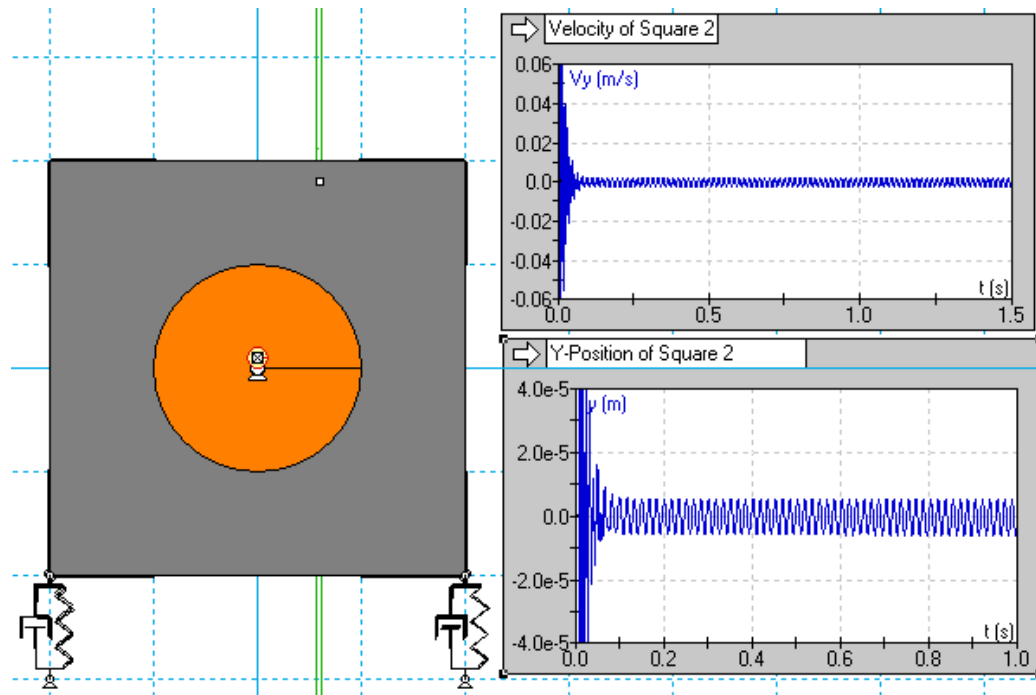 Velocity of Square 2
Vy (m/s)
0.06
0.04
0.02
0.0
-0.02
-0.04
-0.06
0.0 0.5 1.0 1.5
t (s)
Y-Position of Square 2
y (m)
4.0e-5
2.0e-5
0.0
-2.0e-5
-4.0e-5
0.0 0.2 0.4 0.6 0.8 1.0
t (s)